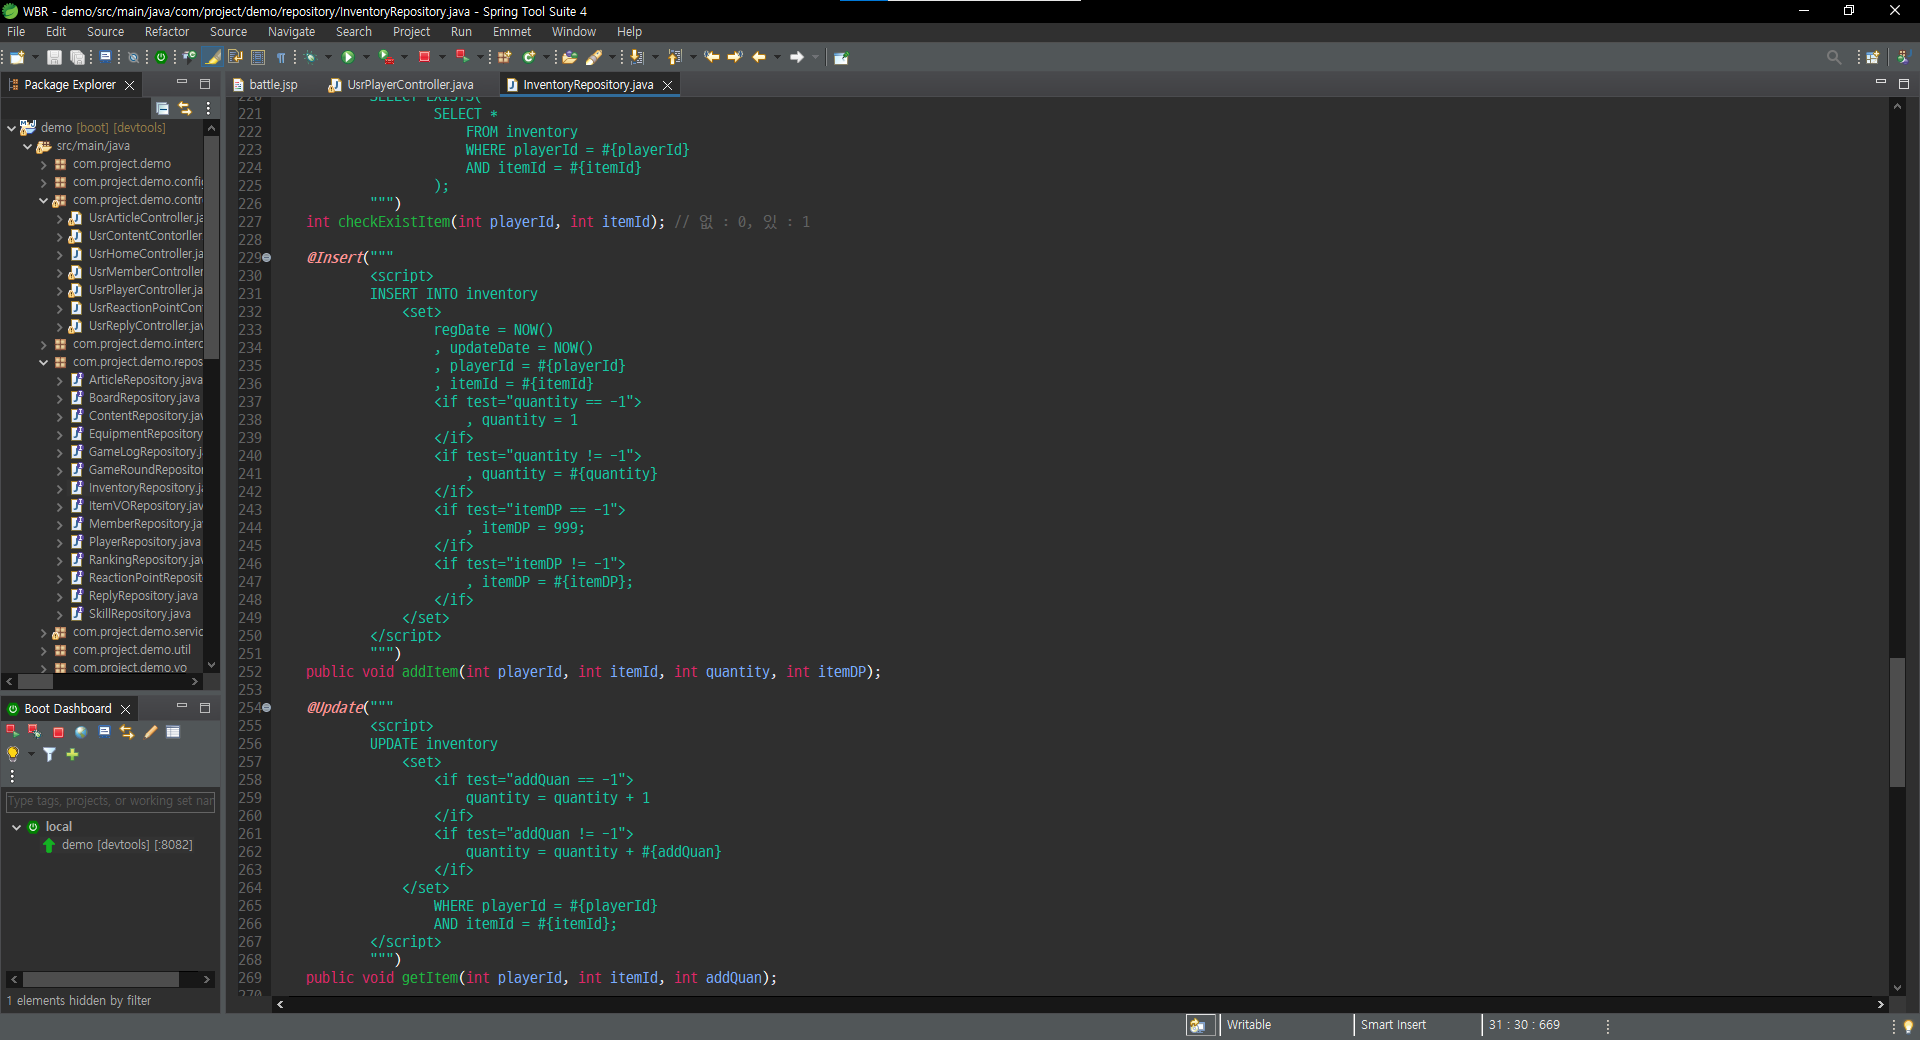 WBR - demo/src/main/java/com/project/demo/repository/InventoryRepository.java - Spring Tool Suite 4
File Edit Source Refactor Source Navigate Search Project Run Emmet Window Help
Package Explorer
battle.jsp UsrPlayerController.java InventoryRepository.java
demo [boot] [devtools]
src/main/java
com.project.demo
com.project.demo.confi
com.project.demo.contr
UsrArticleController.ja
UsrContentContorller
UsrHomeController.ja
UsrMemberController
UsrPlayerController.ja
UsrReactionPointCon
UsrReplyController.jav
com.project.demo.interc
com.project.demo.repos
ArticleRepository.java
BoardRepository.java
ContentRepository.jav
EquipmentRepository
GameLogRepository.j
GameRoundRepositor
InventoryRepository.ja
ItemVORepository.jav
MemberRepository.ja
PlayerRepository.java
RankingRepository.jav
ReactionPointReposit
ReplyRepository.java
SkillRepository.java
com.project.demo.servic
com.project.demo.util
com.project.demo.vo
Boot Dashboard
Type tags, projects, or working set nar
local
demo [devtools] [:8082]
1 elements hidden by filter
220 SELECT EXISTS(
221 SELECT *
222 FROM inventory
223 WHERE playerId = #{playerId}
224 AND itemId = #{itemId}
225 );
226 """)
227 int checkExistItem(int playerId, int itemId); // 없 : 0, 있 : 1
228
229 @Insert("""
230 <script>
231 INSERT INTO inventory
232 <set>
233 regDate = NOW()
234 , updateDate = NOW()
235 , playerId = #{playerId}
236 , itemId = #{itemId}
237 <if test="quantity == -1">
238 , quantity = 1
239 </if>
240 <if test="quantity != -1">
241 , quantity = #{quantity}
242 </if>
243 <if test="itemDP == -1">
244 , itemDP = 999;
245 </if>
246 <if test="itemDP != -1">
247 , itemDP = #{itemDP};
248 </if>
249 </set>
250 </script>
251 """)
252 public void addItem(int playerId, int itemId, int quantity, int itemDP);
253
254 @Update("""
255 <script>
256 UPDATE inventory
257 <set>
258 <if test="addQuan == -1">
259 quantity = quantity + 1
260 </if>
261 <if test="addQuan != -1">
262 quantity = quantity + #{addQuan}
263 </if>
264 </set>
265 WHERE playerId = #{playerId}
266 AND itemId = #{itemId};
267 </script>
268 """)
269 public void getItem(int playerId, int itemId, int addQuan);
270
Writable Smart Insert 31 : 30 : 669